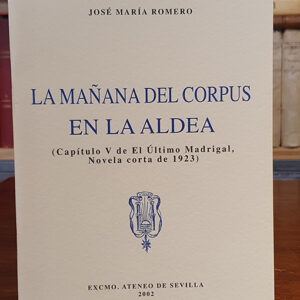 JOSÉ MARÍA ROMERO
LA MAÑANA DEL CORPUS
EN LA ALDEA
(Capítulo V de El Último Madrigal,
Novela corta de 1923)
EXCMO. ATENEO DE SEVILLA
2002